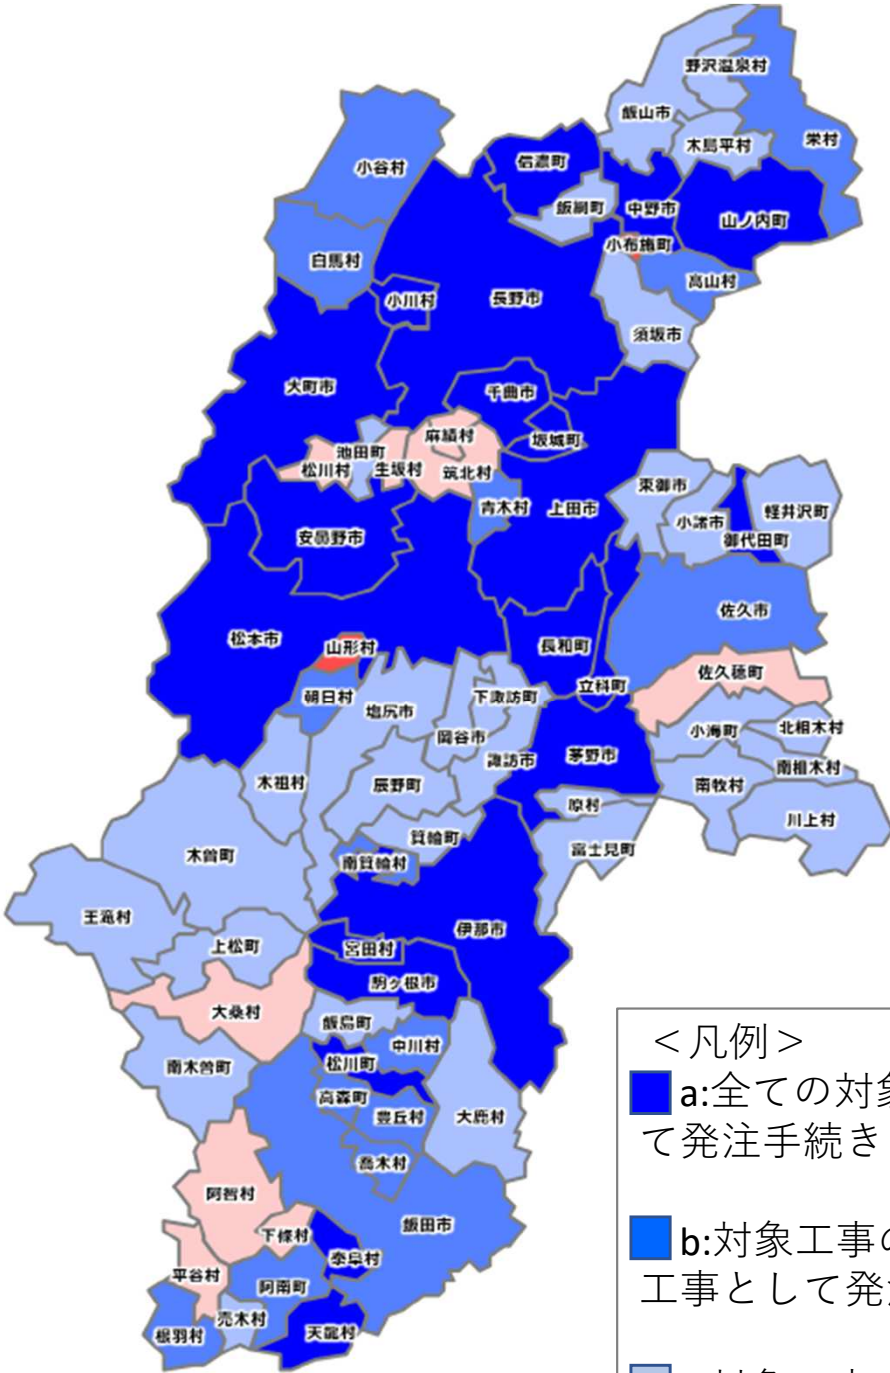 野沢温泉村
飯山市
木島平村
栄村
小谷村
信濃町
飯綱町
中野市
山ノ内町
小布施町
白馬村
高山村
小川村
長野市
須坂市
大町市
千曲市
麻績村
坂城町
池田町
松川村
生坂村
筑北村
東御市
青木村
上田市
小諸市
軽井沢町
御代田町
安曇野市
佐久市
松本市
山形村
長和町
佐久穂町
立科町
朝日村
下諏訪町
塩尻市
岡谷市
小海町
北相木村
諏訪市
茅野市
南相木村
木祖村
辰野町
南牧村
原村
川上村
箕輪町
富士見町
木曽町
南箕輪村
王滝村
伊那市
上松町
宮田村
駒ヶ根市
大桑村
飯島町
中川村
松川町
南木曽町
高森町
豊丘村
大鹿村
喬木村
阿智村
飯田市
下條村
泰阜村
平谷村
阿南町
売木村
根羽村
天龍村
＜凡例＞
a:全ての対象
て発注手続き
b:対象工事の
工事として発